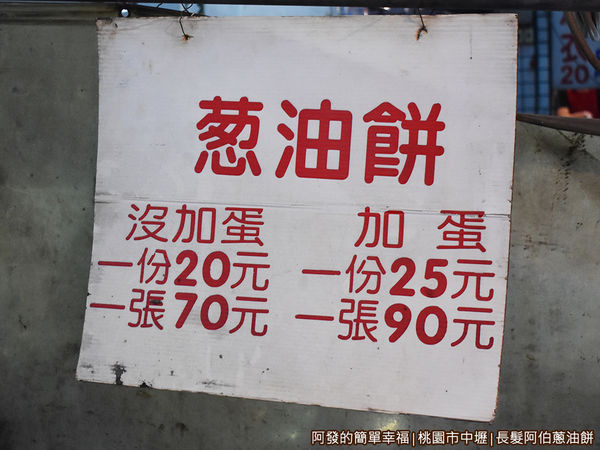 葱油餅
沒加蛋 加蛋
一份20元 一份25元
一張70元 一張90元
20
阿發的簡單幸福|桃園市中壢|長髮阿伯蔥油餅